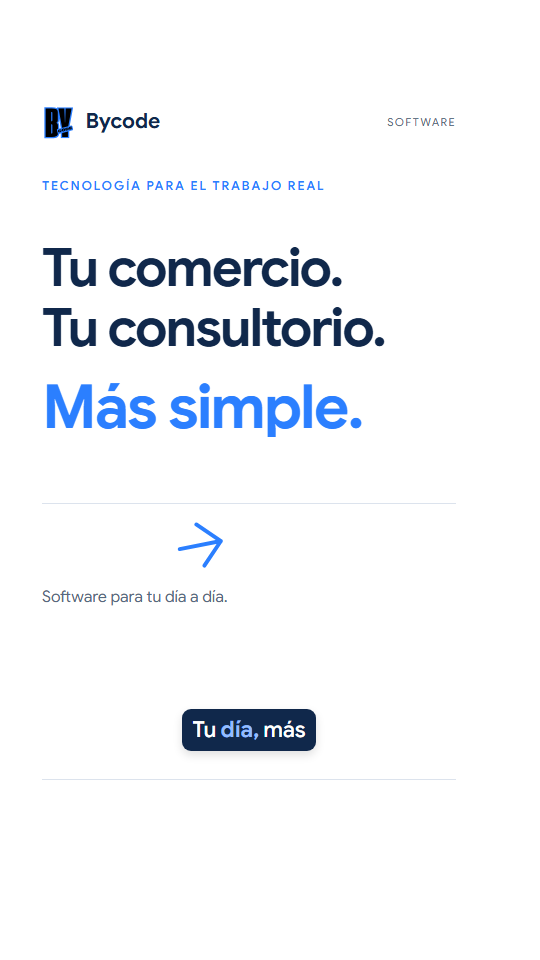 BY
Bycode
SOFTWARE
TECNOLOGÍA PARA EL TRABAJO REAL
Tu comercio.
Tu consultorio.
Más simple.
Software para tu día a día.
Tu día, más